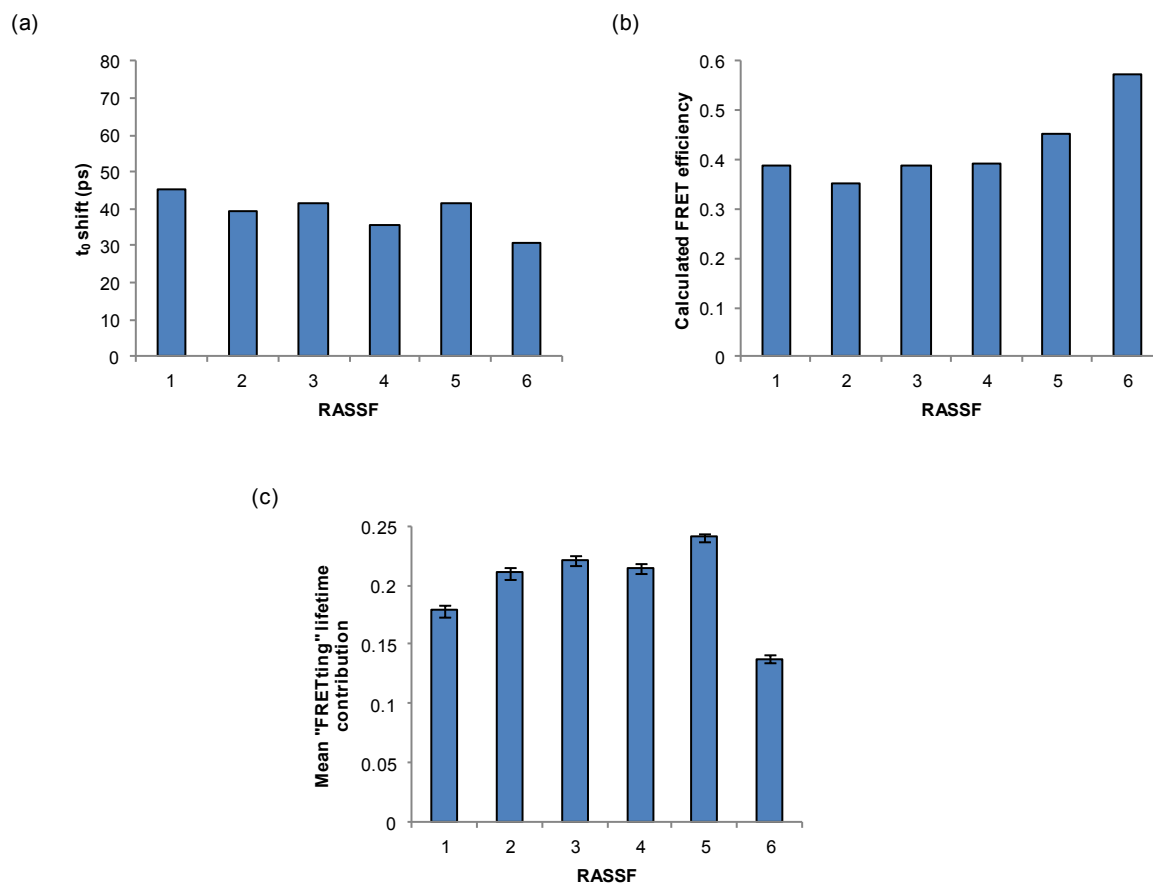 (a)
80
70
60
50
40
30
20
10
0
t₀ shift (ps)
1 2 3 4 5 6
RASSF
(b)
0.6
0.5
0.4
0.3
0.2
0.1
0
Calculated FRET efficiency
1 2 3 4 5 6
RASSF
(c)
0.25
0.2
0.15
0.1
0.05
0
Mean "FRETting" lifetime
contribution
1 2 3 4 5 6
RASSF